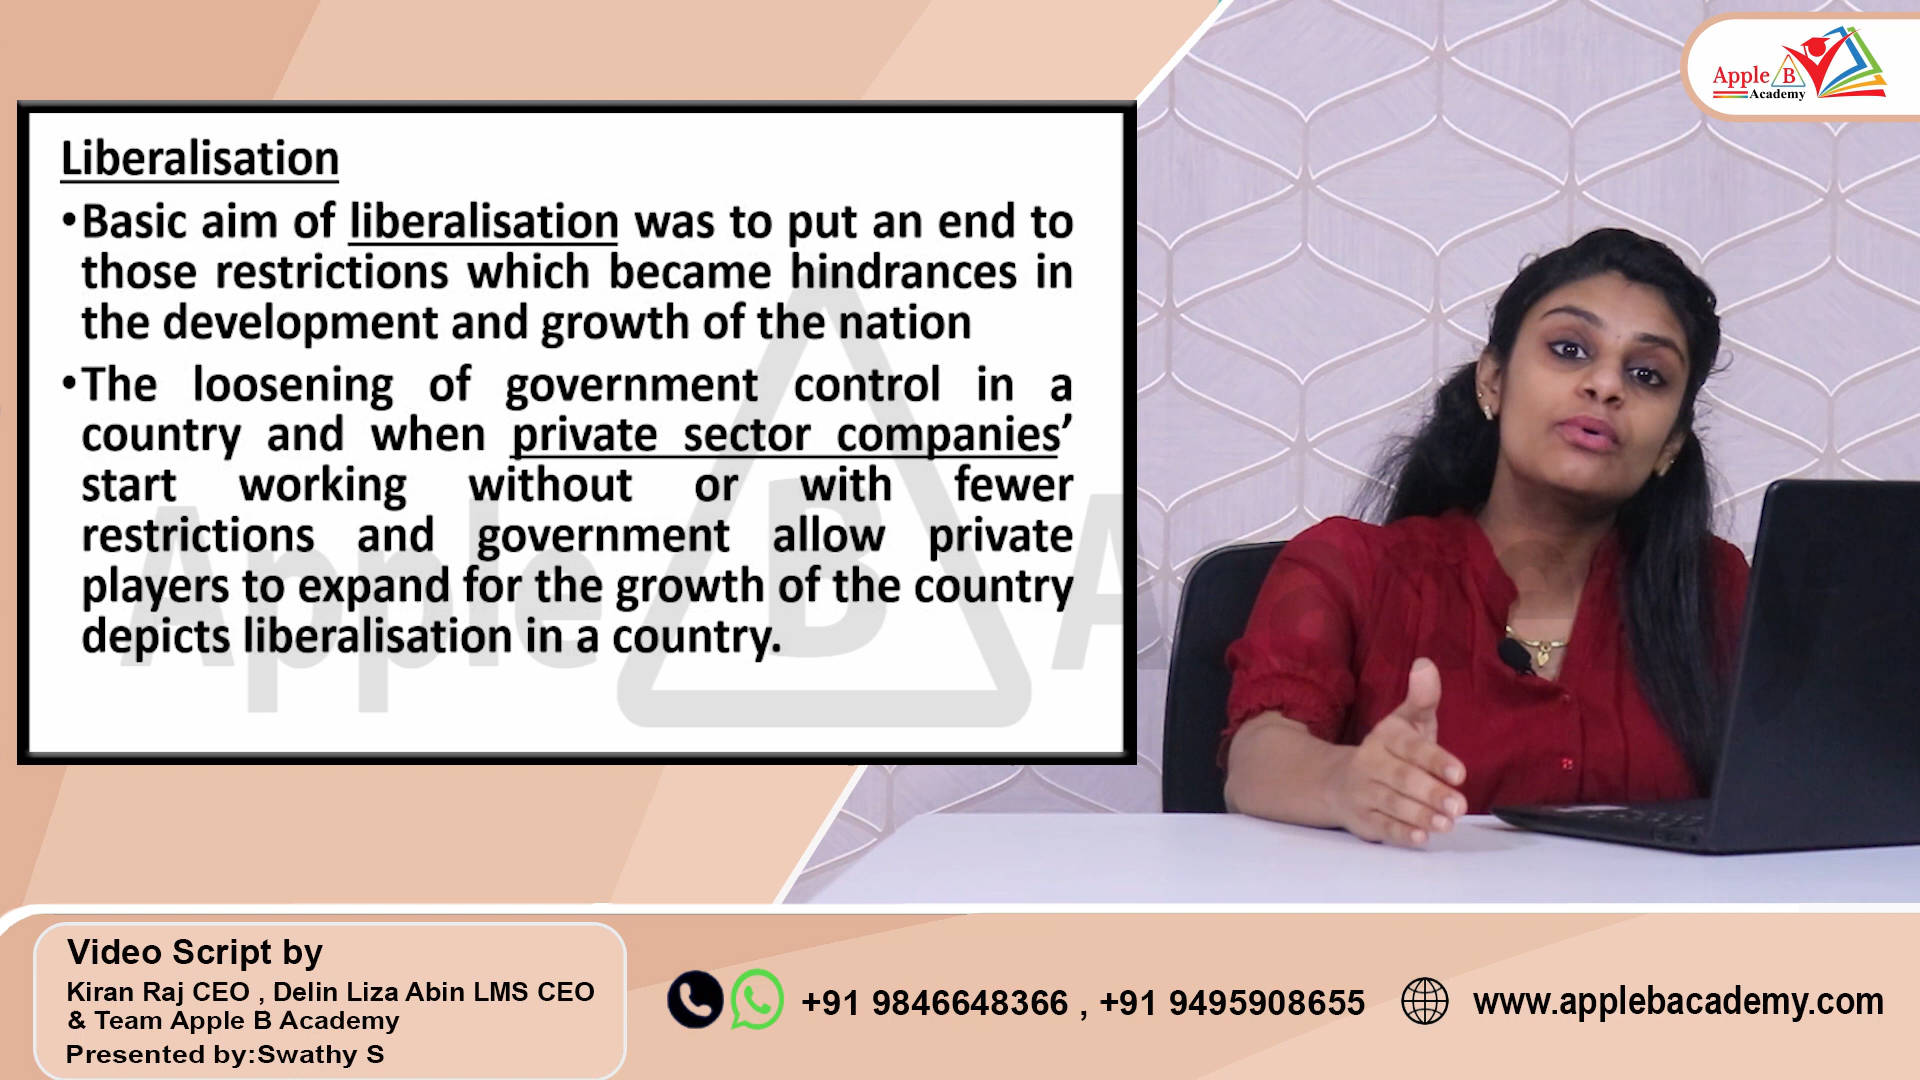 Apple B
Academy
Liberalisation
•Basic aim of liberalisation was to put an end to
those restrictions which became hindrances in
the development and growth of the nation
•The loosening of government control in a
country and when private sector companies’
start working without or with fewer
restrictions and government allow private
players to expand for the growth of the country
depicts liberalisation in a country.
Apple B A
Video Script by
Kiran Raj CEO , Delin Liza Abin LMS CEO
& Team Apple B Academy
Presented by:Swathy S
+91 9846648366 , +91 9495908655
www.applebacademy.com